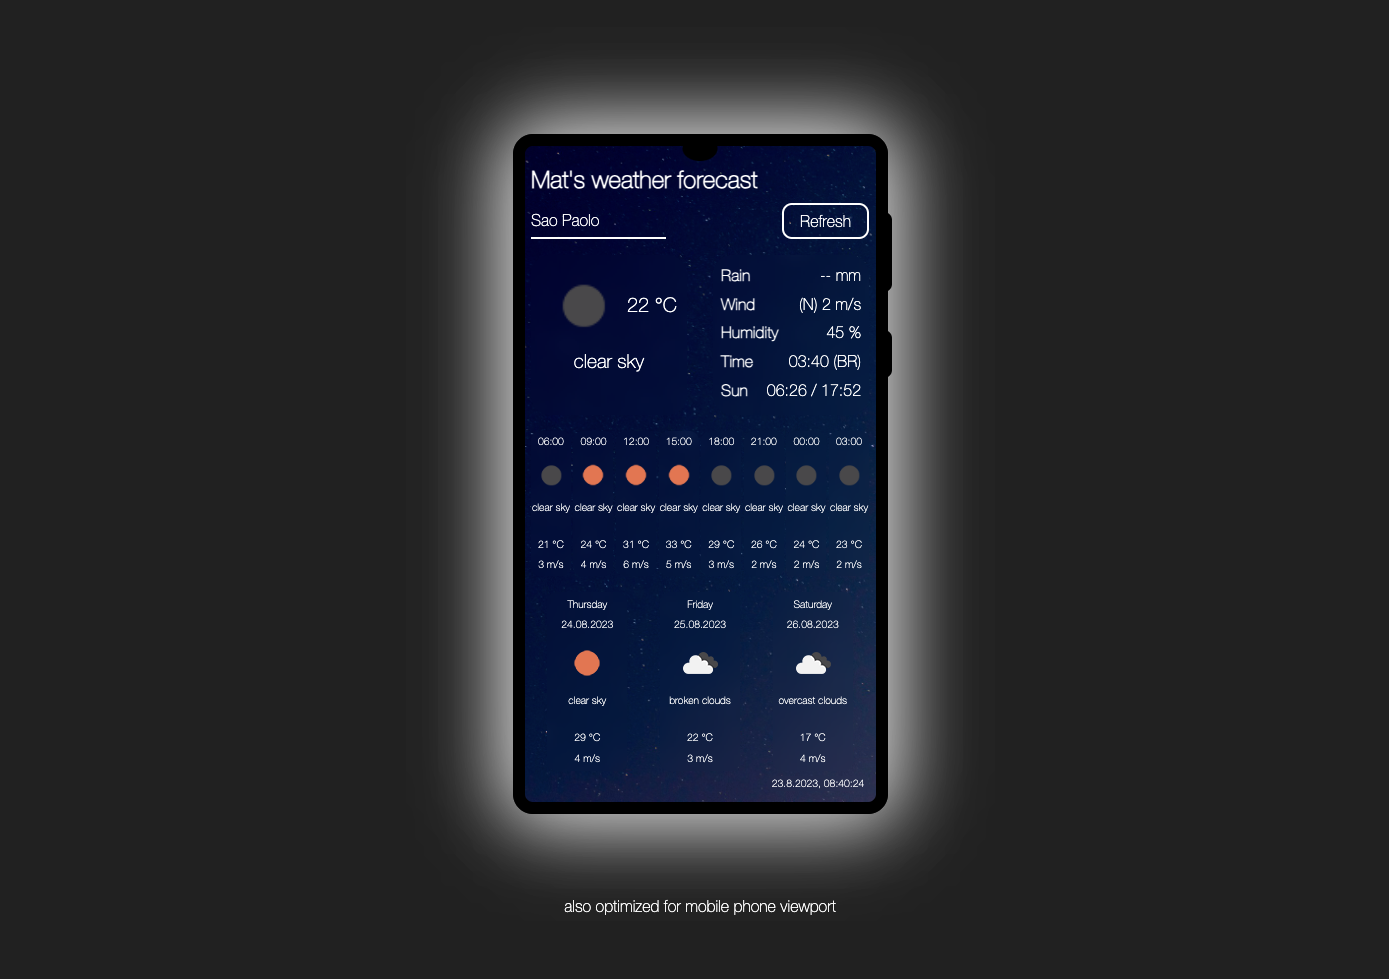 Mat's weather forecast
Sao Paolo
Refresh
22 °C
clear sky
Rain -- mm
Wind (N) 2 m/s
Humidity 45 %
Time 03:40 (BR)
Sun 06:26 / 17:52
06:00 09:00 12:00 15:00 18:00 21:00 00:00 03:00
clear sky clear sky clear sky clear sky clear sky clear sky clear sky clear sky
21 °C 24 °C 31 °C 33 °C 29 °C 26 °C 24 °C 23 °C
3 m/s 4 m/s 6 m/s 5 m/s 3 m/s 2 m/s 2 m/s 2 m/s
Thursday Friday Saturday
24.08.2023 25.08.2023 26.08.2023
clear sky broken clouds overcast clouds
29 °C 22 °C 17 °C
4 m/s 3 m/s 4 m/s
23.8.2023, 08:40:24
also optimized for mobile phone viewport